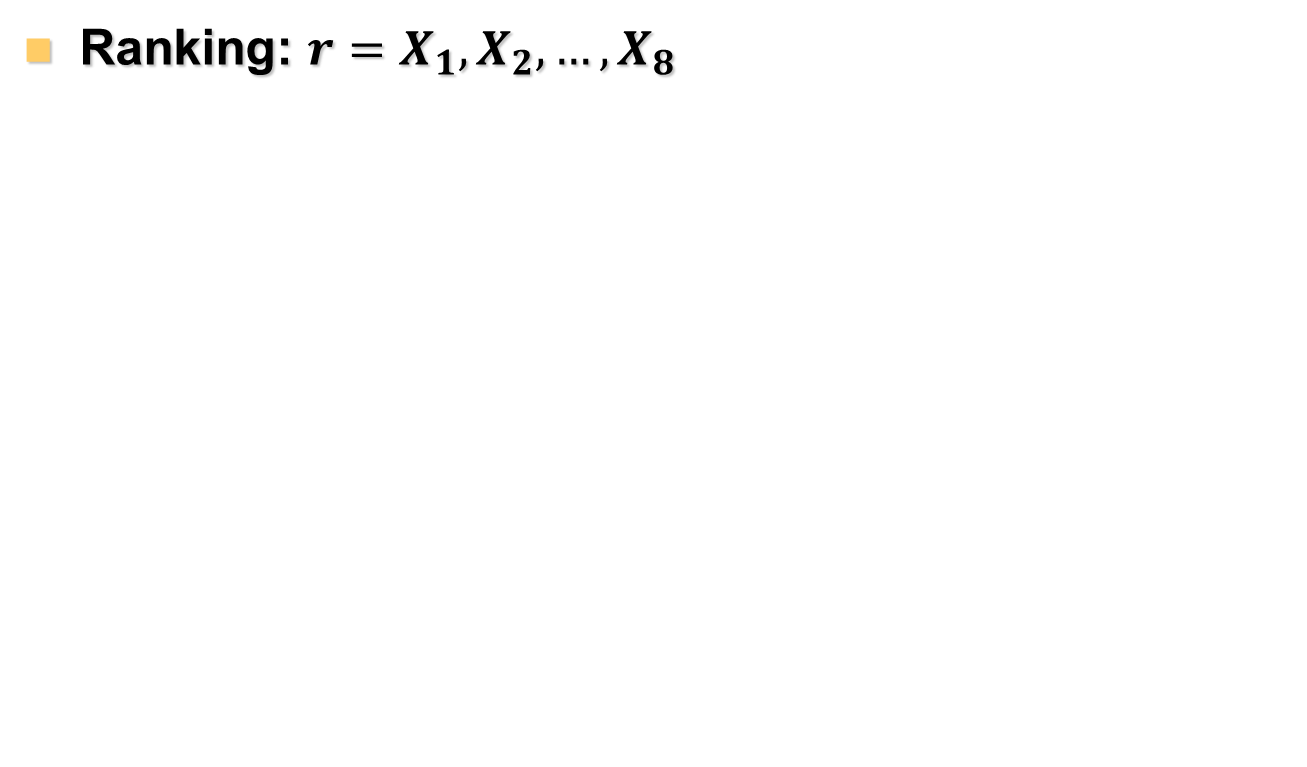 Ranking: r = X₁, X₂, … , X₈